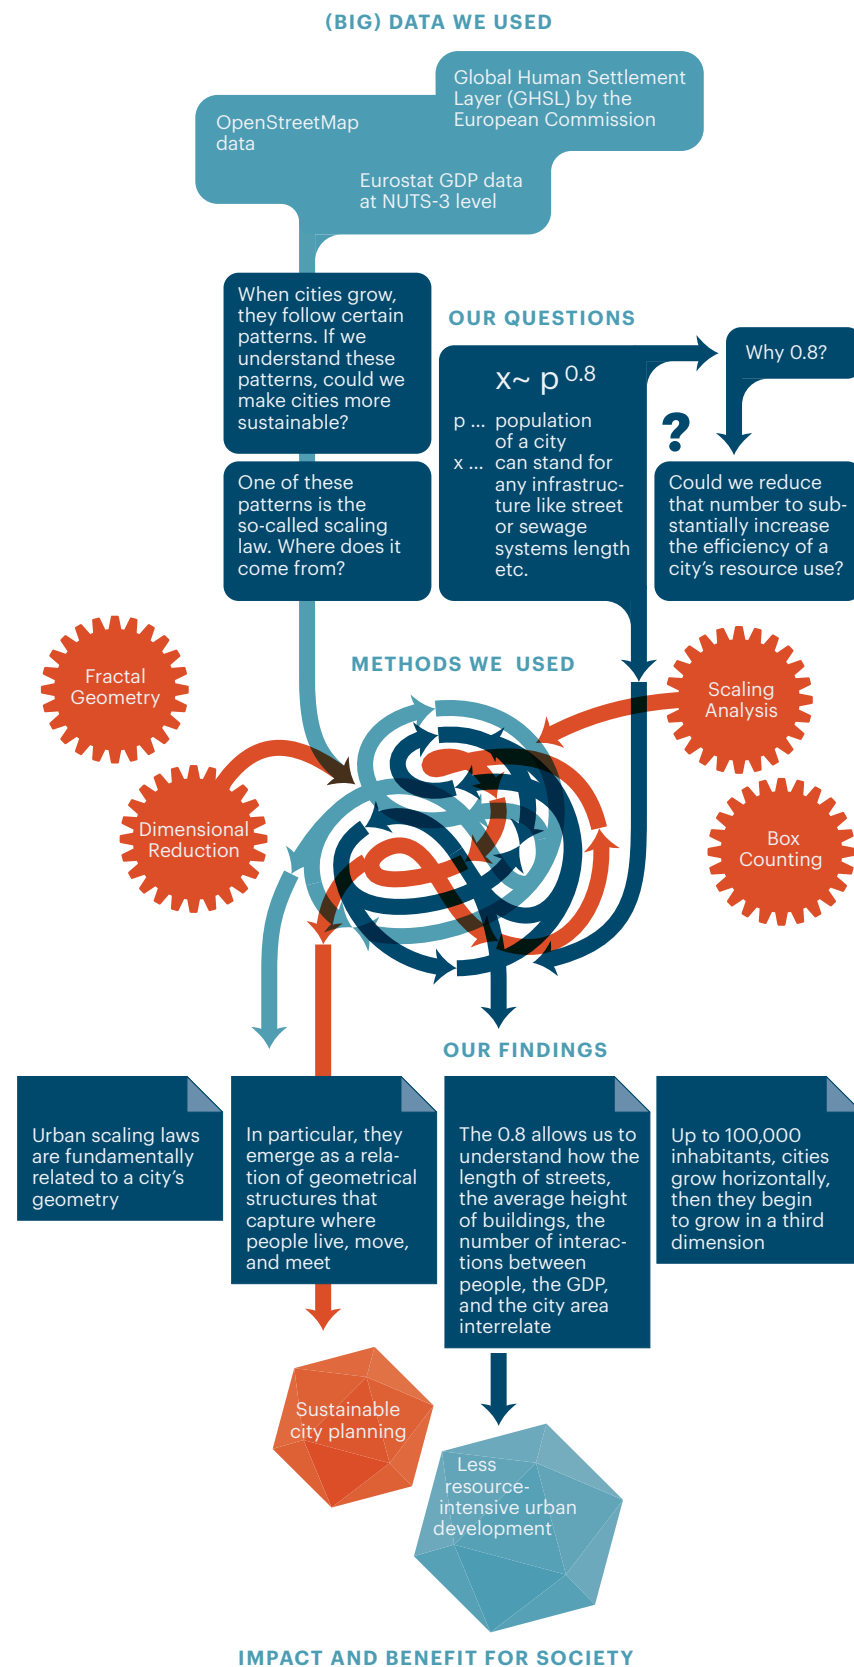 (BIG) DATA WE USED
Global Human Settlement
Layer (GHSL) by the
European Commission
OpenStreetMap
data
Eurostat GDP data
at NUTS-3 level
When cities grow,
they follow certain
patterns. If we
understand these
patterns, could we
make cities more
sustainable?
One of these
patterns is the
so-called scaling
law. Where does it
come from?
OUR QUESTIONS
x~ p 0.8
p ... population
of a city
x ... can stand for
any infrastruc-
ture like street
or sewage
systems length
etc.
Why 0.8?
?
Could we reduce
that number to sub-
stantially increase
the efficiency of a
city's resource use?
METHODS WE USED
Fractal
Geometry
Dimensional
Reduction
Scaling
Analysis
Box
Counting
OUR FINDINGS
Urban scaling laws
are fundamentally
related to a city's
geometry
In particular, they
emerge as a rela-
tion of geometrical
structures that
capture where
people live, move,
and meet
The 0.8 allows us to
understand how the
length of streets,
the average height
of buildings, the
number of interac-
tions between
people, the GDP,
and the city area
interrelate
Up to 100,000
inhabitants, cities
grow horizontally,
then they begin
to grow in a third
dimension
Sustainable
city planning
Less
resource-
intensive urban
development
IMPACT AND BENEFIT FOR SOCIETY